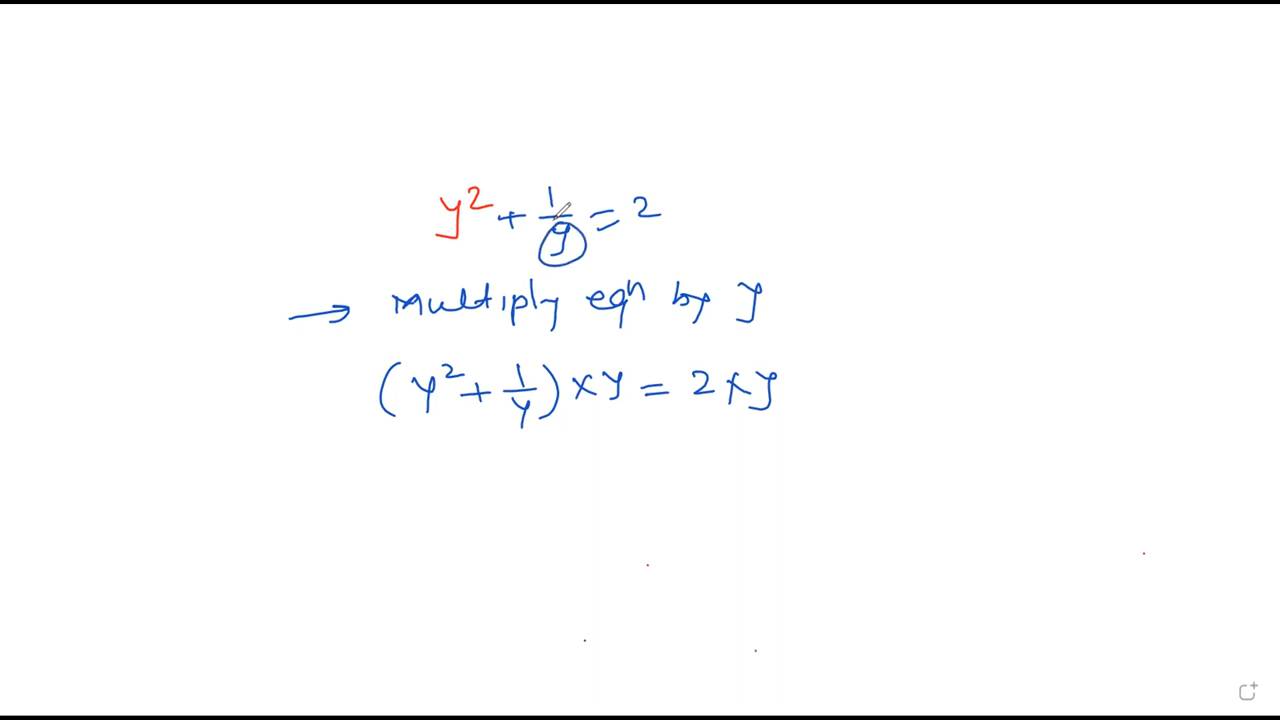 y² + 1/y = 2
→ Multiply eqn by y
(y² + 1/y) × y = 2 × y